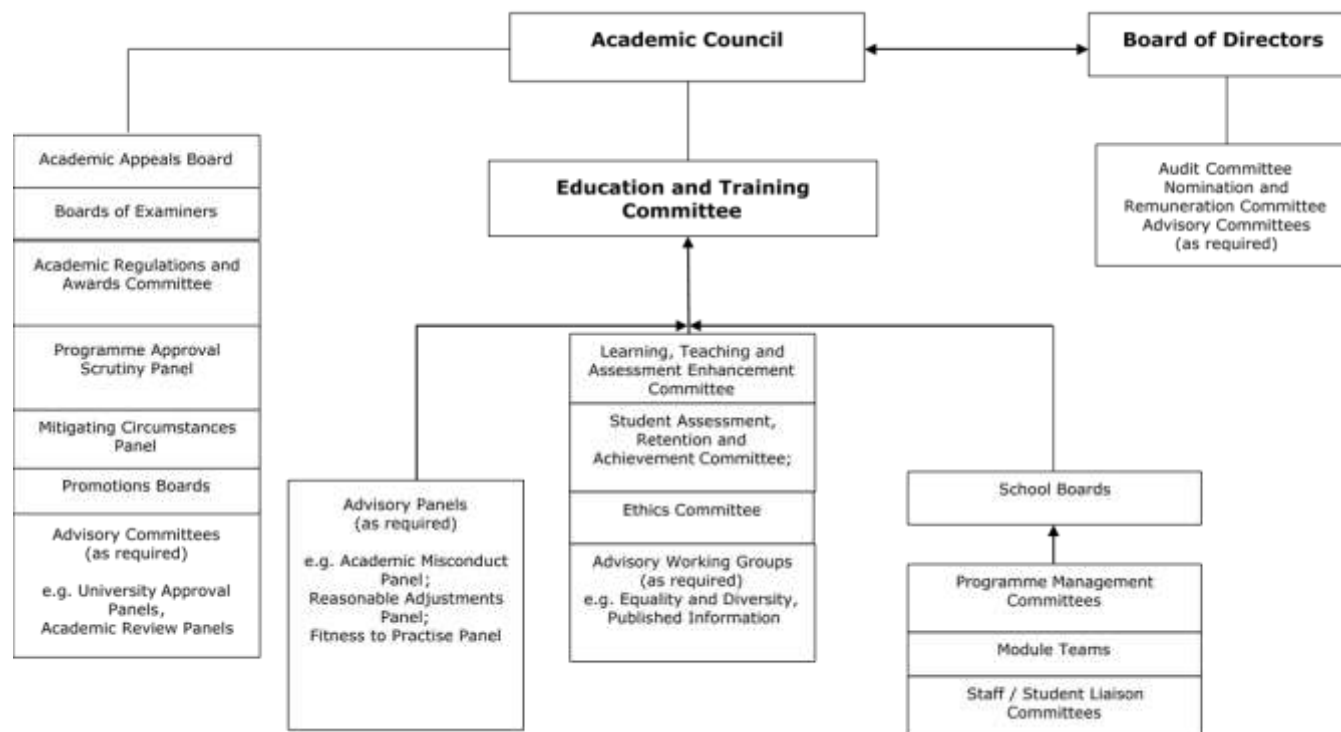 Academic Council
Board of Directors
Academic Appeals Board
Boards of Examiners
Academic Regulations and
Awards Committee
Programme Approval
Scrutiny Panel
Mitigating Circumstances
Panel
Promotions Boards
Advisory Committees
(as required)
e.g. University Approval
Panels,
Academic Review Panels
Education and Training
Committee
Audit Committee
Nomination and
Remuneration Committee
Advisory Committees
(as required)
Advisory Panels
(as required)
e.g. Academic Misconduct
Panel;
Reasonable Adjustments
Panel;
Fitness to Practise Panel
Learning, Teaching and
Assessment Enhancement
Committee
Student Assessment,
Retention and
Achievement Committee;
Ethics Committee
Advisory Working Groups
(as required)
e.g. Equality and Diversity,
Published Information
School Boards
Programme Management
Committees
Module Teams
Staff / Student Liaison
Committees